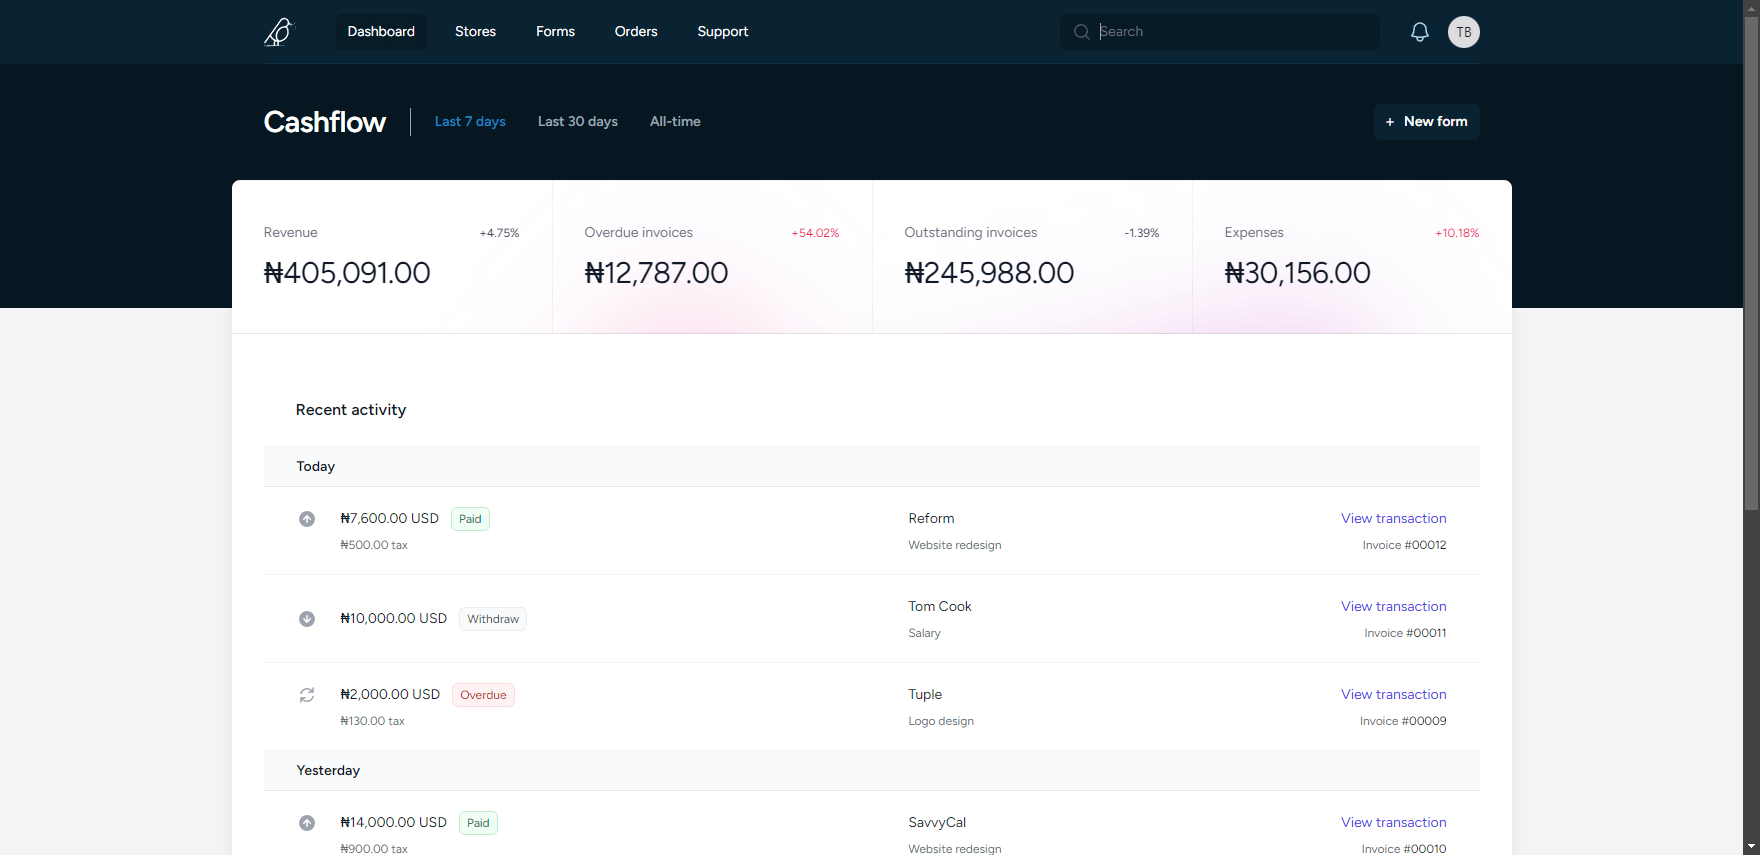 Dashboard Stores Forms Orders Support Search TB
Cashflow Last 7 days Last 30 days All-time + New form
Revenue +4.75% Overdue invoices +54.02% Outstanding invoices -1.39% Expenses +10.18%
₦405,091.00 ₦12,787.00 ₦245,988.00 ₦30,156.00
Recent activity
Today
₦7,600.00 USD Paid Reform View transaction
₦500.00 tax Website redesign Invoice #00012
₦10,000.00 USD Withdraw Tom Cook View transaction
Salary Invoice #00011
₦2,000.00 USD Overdue Tuple View transaction
₦130.00 tax Logo design Invoice #00009
Yesterday
₦14,000.00 USD Paid SavvyCal View transaction
₦900.00 tax Website redesign Invoice #00010